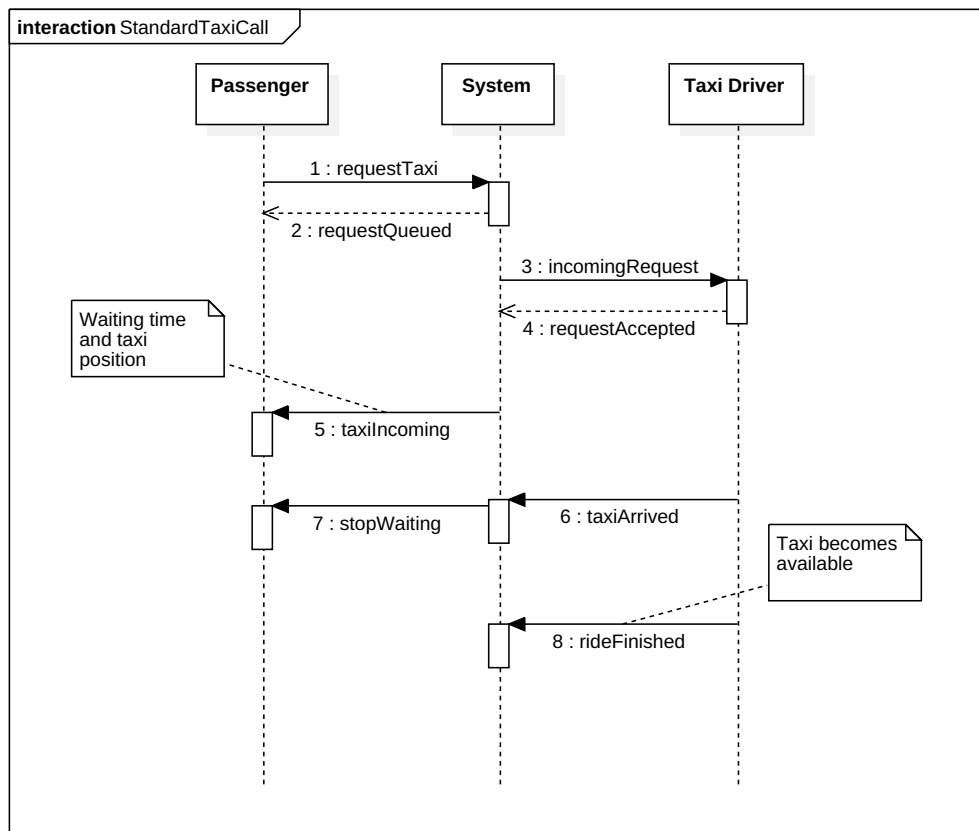 interaction StandardTaxiCall
Passenger
System
Taxi Driver
1 : requestTaxi
2 : requestQueued
3 : incomingRequest
4 : requestAccepted
Waiting time
and taxi
position
5 : taxiIncoming
6 : taxiArrived
7 : stopWaiting
Taxi becomes
available
8 : rideFinished